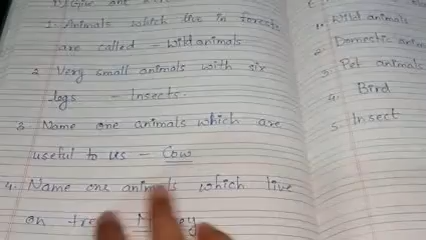 1. Animals which live in forests
are called - Wild animals
2. Very small animals with six
legs - Insects.
3. Name one animals which are
useful to us - Cow
4. Name one animals which live
on
1. Wild animals
2. Domestic
3. Pet animals
4. Bird
5. Insect